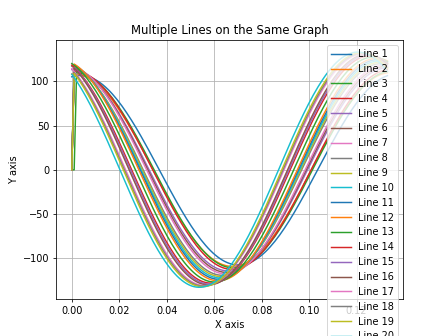 Multiple Lines on the Same Graph
Y axis
100
50
0
−50
−100
0.00
0.02
0.04
0.06
0.08
0.10
X axis
Line 1
Line 2
Line 3
Line 4
Line 5
Line 6
Line 7
Line 8
Line 9
Line 10
Line 11
Line 12
Line 13
Line 14
Line 15
Line 16
Line 17
Line 18
Line 19
Line 20